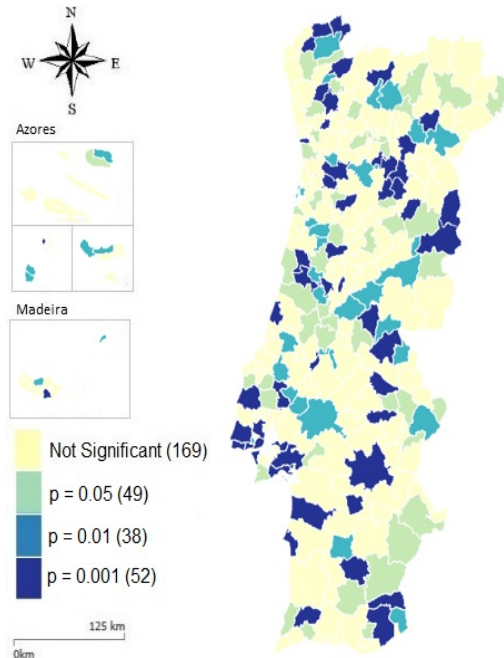 N
W E
S
Azores
Madeira
Not Significant (169)
p = 0.05 (49)
p = 0.01 (38)
p = 0.001 (52)
125 km
0km